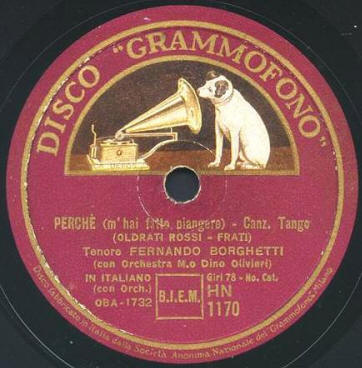 DISCO "GRAMMOFONO"
PERCHÈ (m'hai fatto piangere) - Canz. Tango
(OLDRATI ROSSI - FRATI)
Tenore FERNANDO BORGHETTI
(con Orchestra M.o Dino Olivieri)
IN ITALIANO Giri 78 - No. Cat.
(con Orch.) B.I.E.M. HN
OBA-1732 1170
Disco fabbricato in Italia dalla Società Anonima Nazionale del "Grammofono" Milano